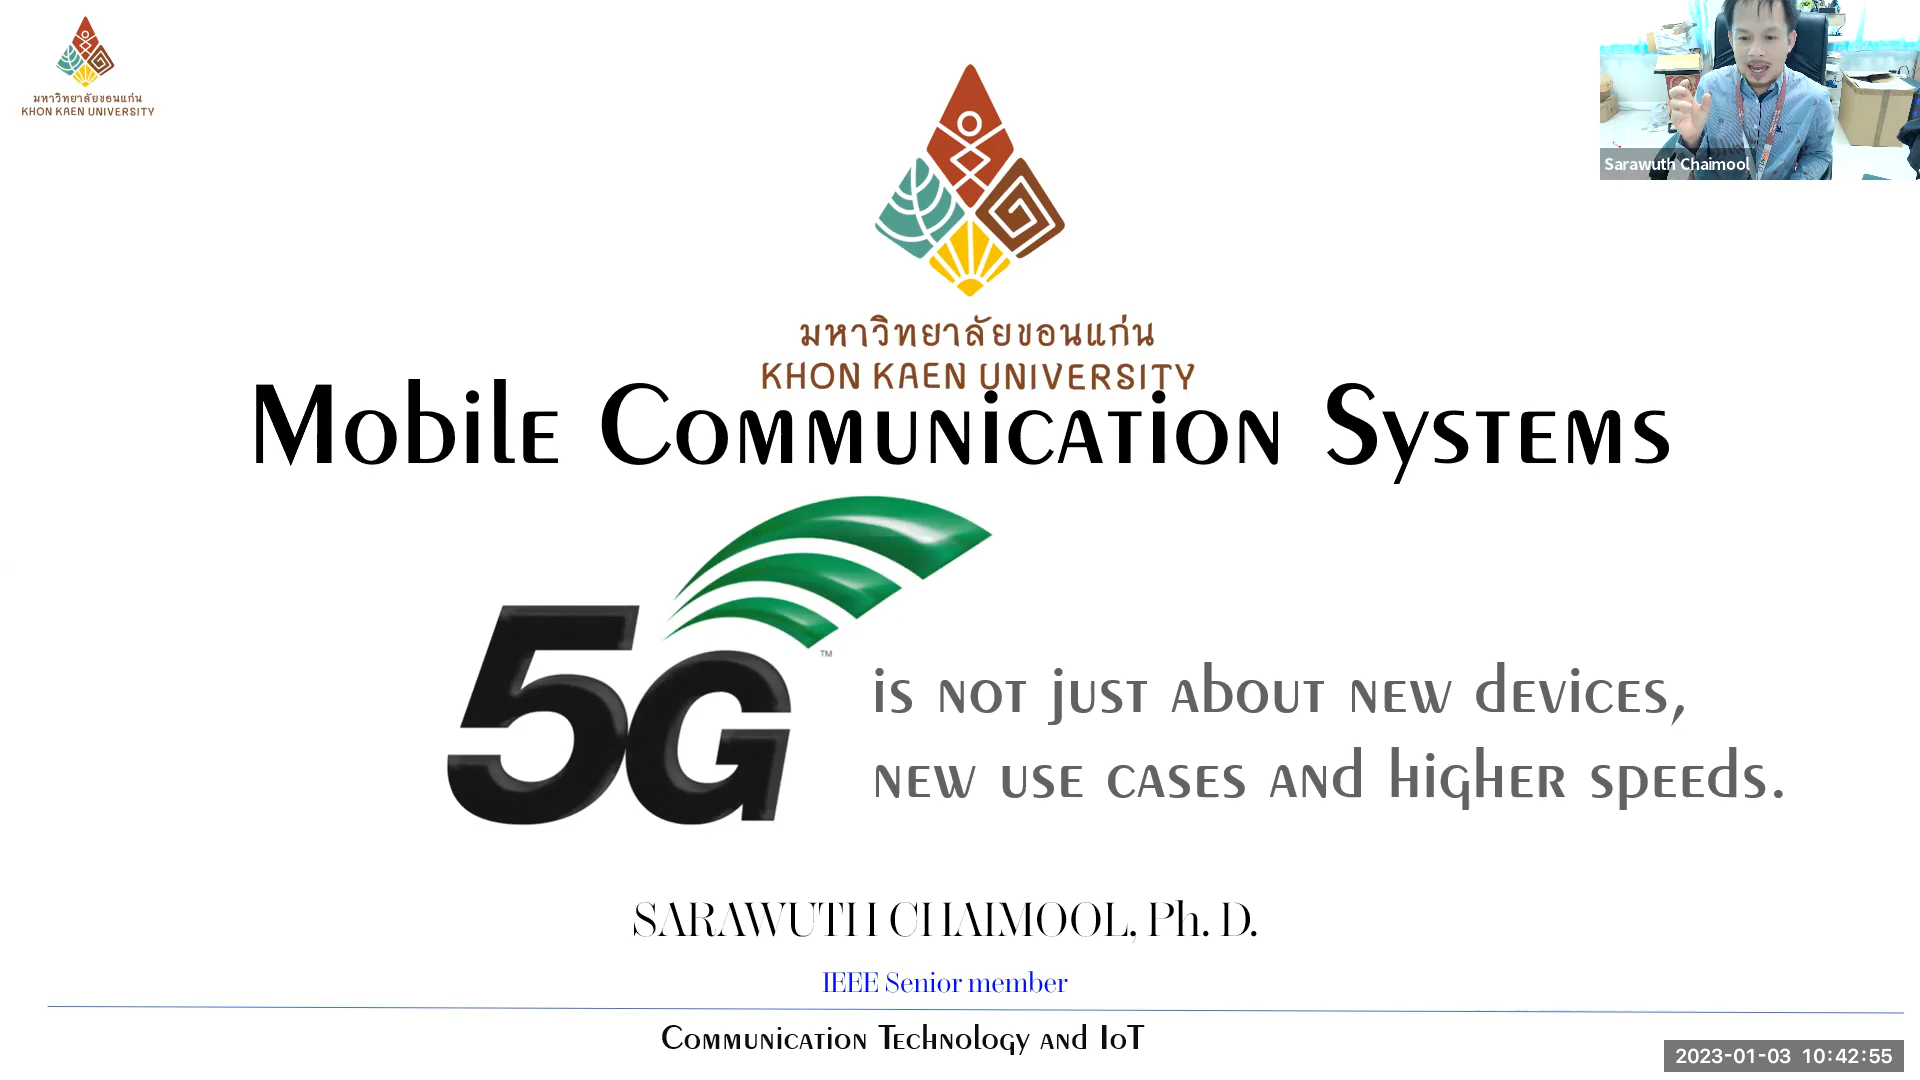 มหาวิทยาลัยขอนแก่น
KHON KAEN UNIVERSITY
Sarawuth Chaimool
มหาวิทยาลัยขอนแก่น
KHON KAEN UNIVERSITY
Mobile Communication Systems
5G
TM
is not just about new devices,
new use cases and higher speeds.
SARAWUTH CHAIMOOL, Ph. D.
IEEE Senior member
Communication Technology and IoT
2023-01-03 10:42:55